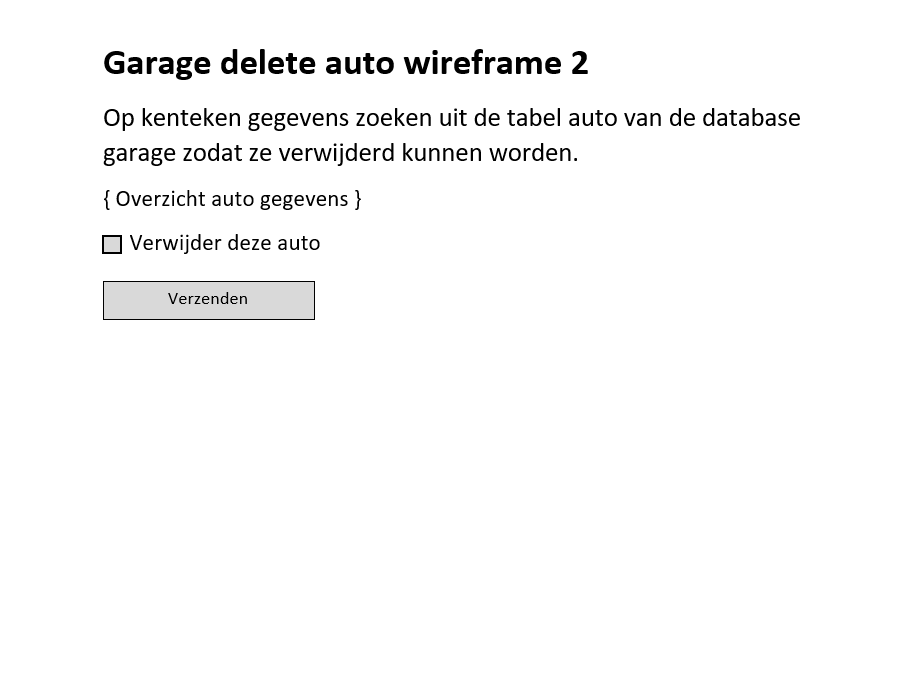 Garage delete auto wireframe 2
Op kenteken gegevens zoeken uit de tabel auto van de database
garage zodat ze verwijderd kunnen worden.
{ Overzicht auto gegevens }
Verwijder deze auto
Verzenden